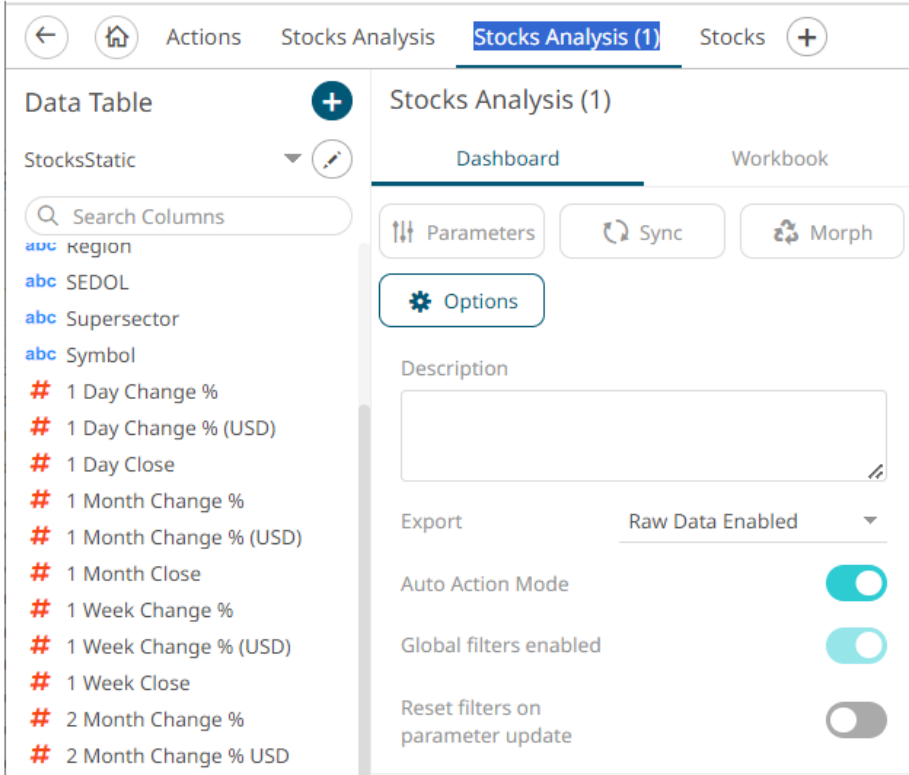 Actions Stocks Analysis Stocks Analysis (1) Stocks
Data Table
StocksStatic
Search Columns
abc Region
abc SEDOL
abc Supersector
abc Symbol
# 1 Day Change %
# 1 Day Change % (USD)
# 1 Day Close
# 1 Month Change %
# 1 Month Change % (USD)
# 1 Month Close
# 1 Week Change %
# 1 Week Change % (USD)
# 1 Week Close
# 2 Month Change %
# 2 Month Change % USD
Stocks Analysis (1)
Dashboard Workbook
Parameters Sync Morph
Options
Description
Export Raw Data Enabled
Auto Action Mode
Global filters enabled
Reset filters on
parameter update